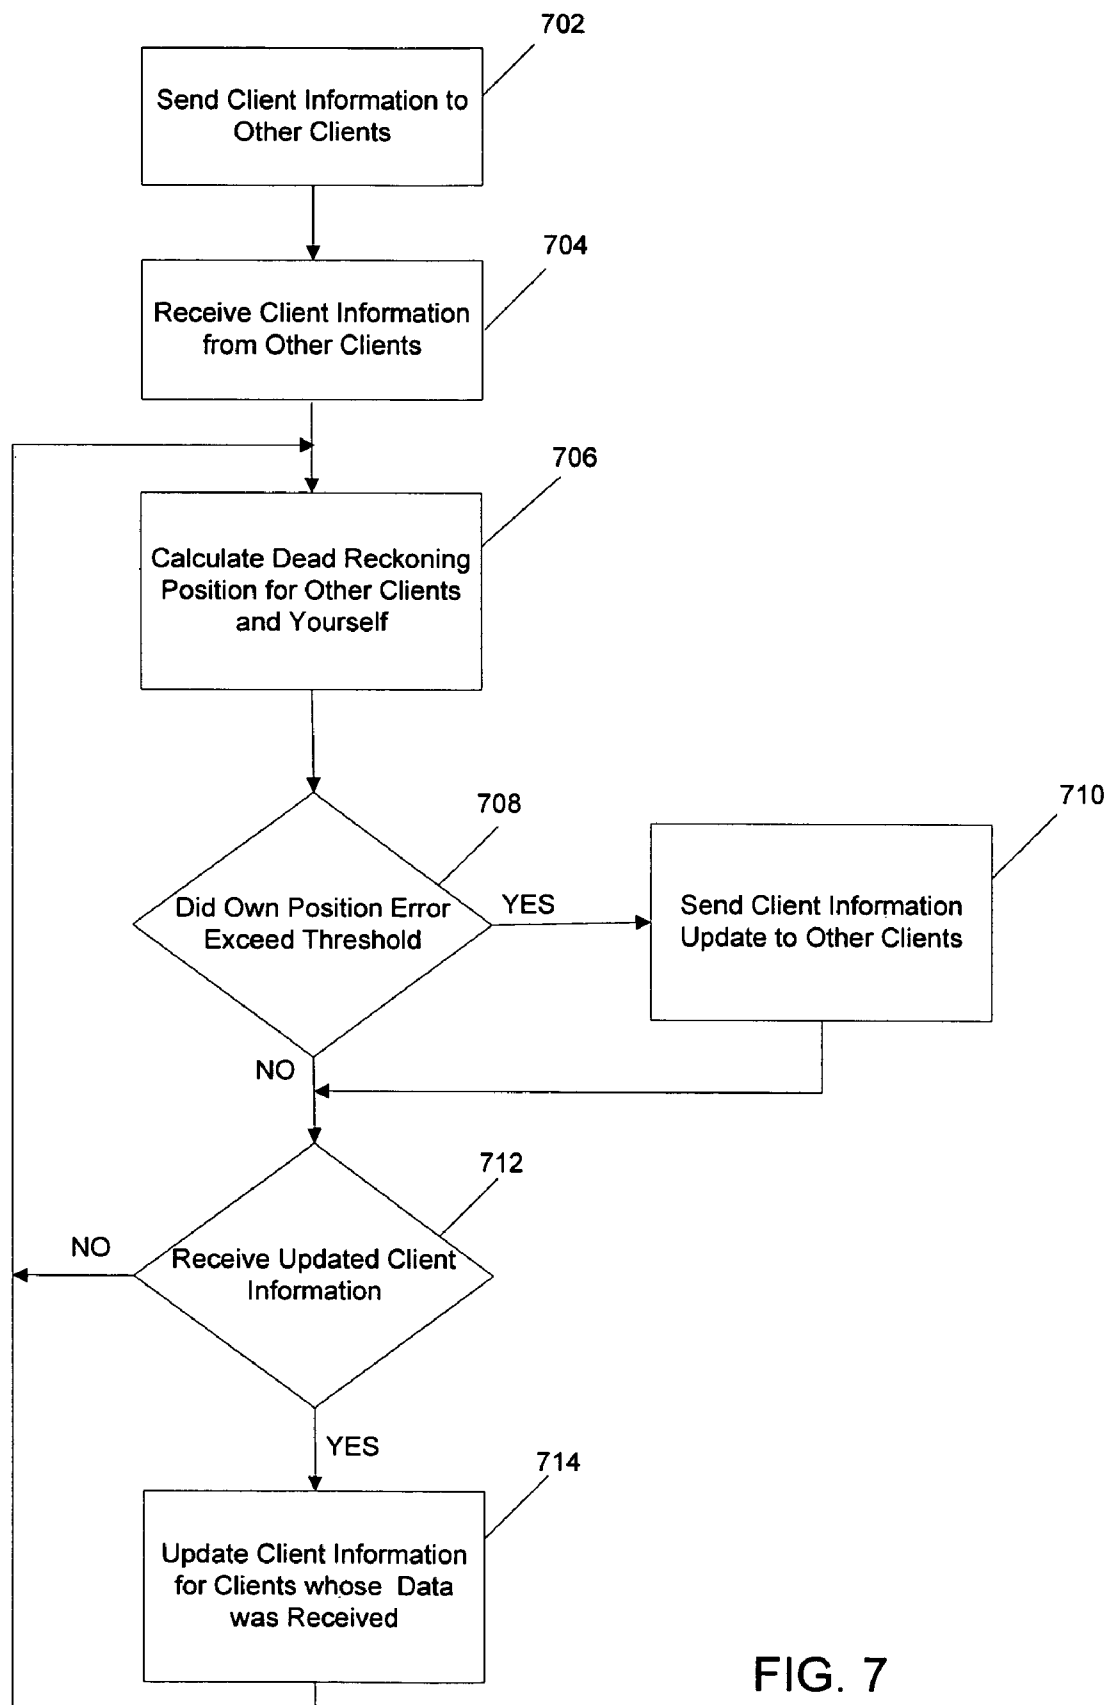 702
Send Client Information to
Other Clients
704
Receive Client Information
from Other Clients
706
Calculate Dead Reckoning
Position for Other Clients
and Yourself
708
710
Did Own Position Error
Exceed Threshold
YES
Send Client Information
Update to Other Clients
NO
712
NO
Receive Updated Client
Information
YES
714
Update Client Information
for Clients whose Data
was Received
FIG. 7